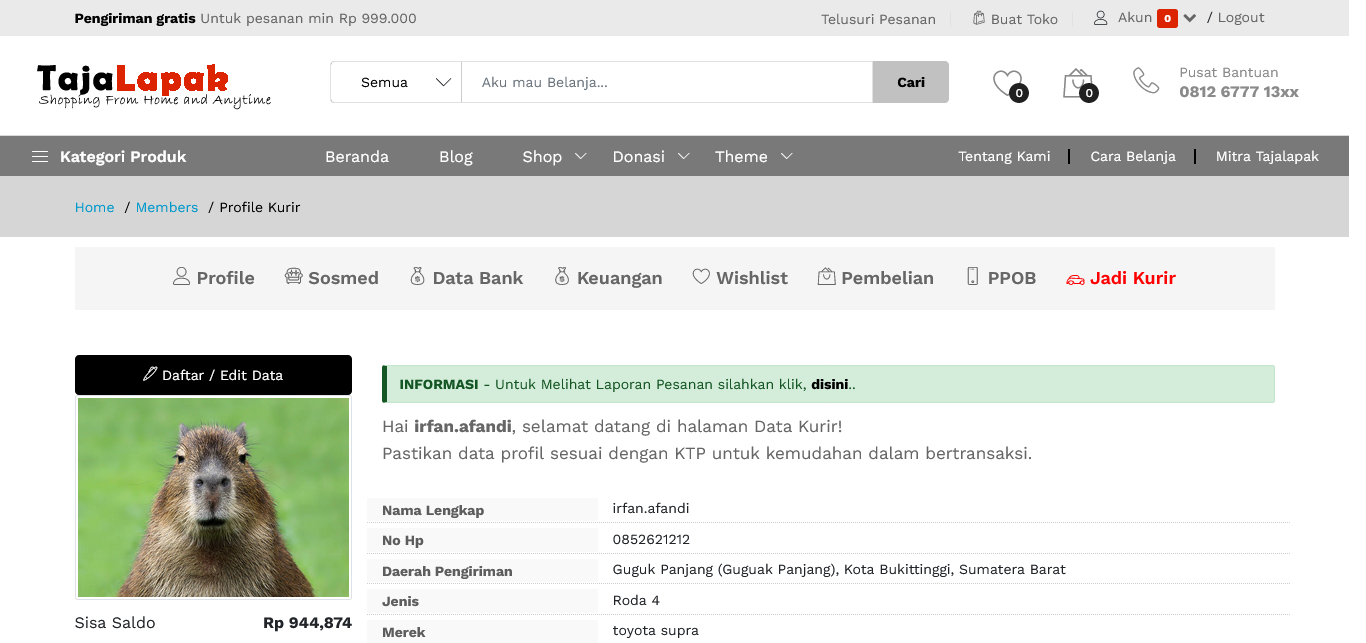 Pengiriman gratis Untuk pesanan min Rp 999.000
Telusuri Pesanan Buat Toko Akun 0 / Logout
TajaLapak
Shopping From Home and Anytime
Semua Aku mau Belanja... Cari
0 0
Pusat Bantuan
0812 6777 13xx
Kategori Produk Beranda Blog Shop Donasi Theme Tentang Kami Cara Belanja Mitra Tajalapak
Home / Members / Profile Kurir
Profile Sosmed Data Bank Keuangan Wishlist Pembelian PPOB Jadi Kurir
Daftar / Edit Data
Sisa Saldo Rp 944,874
INFORMASI - Untuk Melihat Laporan Pesanan silahkan klik, disini..
Hai irfan.afandi, selamat datang di halaman Data Kurir!
Pastikan data profil sesuai dengan KTP untuk kemudahan dalam bertransaksi.
Nama Lengkap irfan.afandi
No Hp 0852621212
Daerah Pengiriman Guguk Panjang (Guguak Panjang), Kota Bukittinggi, Sumatera Barat
Jenis Roda 4
Merek toyota supra